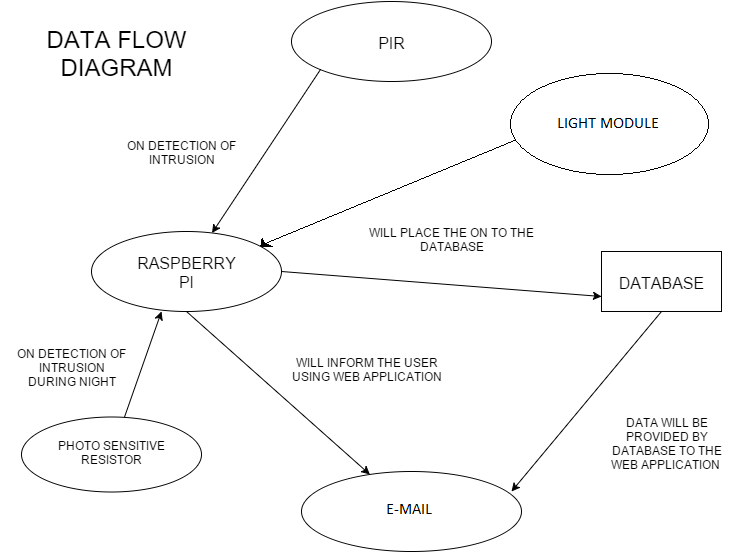 DATA FLOW
DIAGRAM
PIR
LIGHT MODULE
ON DETECTION OF
INTRUSION
WILL PLACE THE ON TO THE
DATABASE
RASPBERRY
PI
DATABASE
ON DETECTION OF
INTRUSION
DURING NIGHT
WILL INFORM THE USER
USING WEB APPLICATION
PHOTO SENSITIVE
RESISTOR
DATA WILL BE
PROVIDED BY
DATABASE TO THE
WEB APPLICATION
E-MAIL